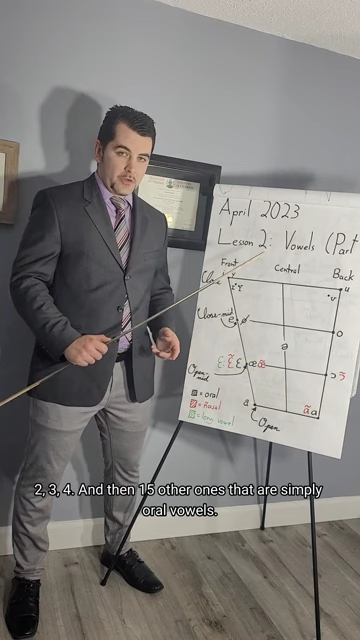 April 2023
Lesson 2: Vowels (Part
Front Central Back
Close
i y
u
ʊ
Close-mid
e ø
o
ə
ɛ: ɛ̃ ɛ œ œ̃
ɔ ɔ̃
Open-mid
a
ɑ̃ ɑ
Open
= oral
= nasal
= long vowel
2, 3, 4. And then 15 other ones that are simply
oral vowels.